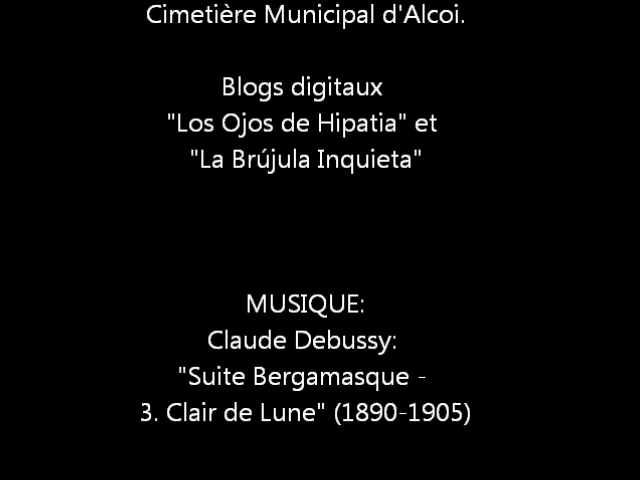 Cimetière Municipal d'Alcoi.
Blogs digitaux
"Los Ojos de Hipatia" et
"La Brújula Inquieta"
MUSIQUE:
Claude Debussy:
"Suite Bergamasque -
3. Clair de Lune" (1890-1905)